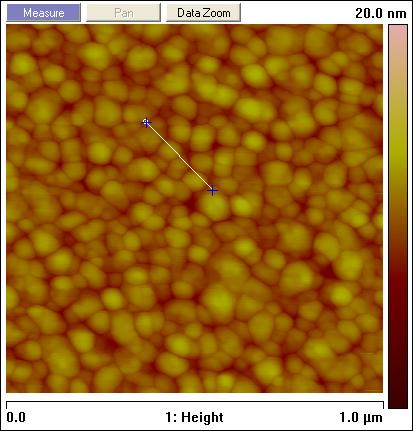 Measure Pan Data Zoom 20.0 nm
0.0 1: Height 1.0 µm